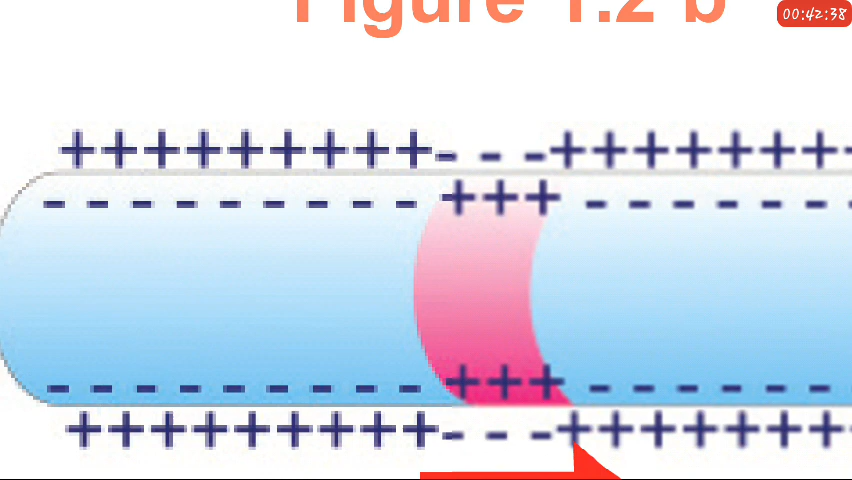 Figure 1.2 b
00:42:38
+++++++++- - -+++++++
- - - - - - - - - +++ - - - - - -
- - - - - - - - - +++ - - - - - -
+++++++++- - -+++++++